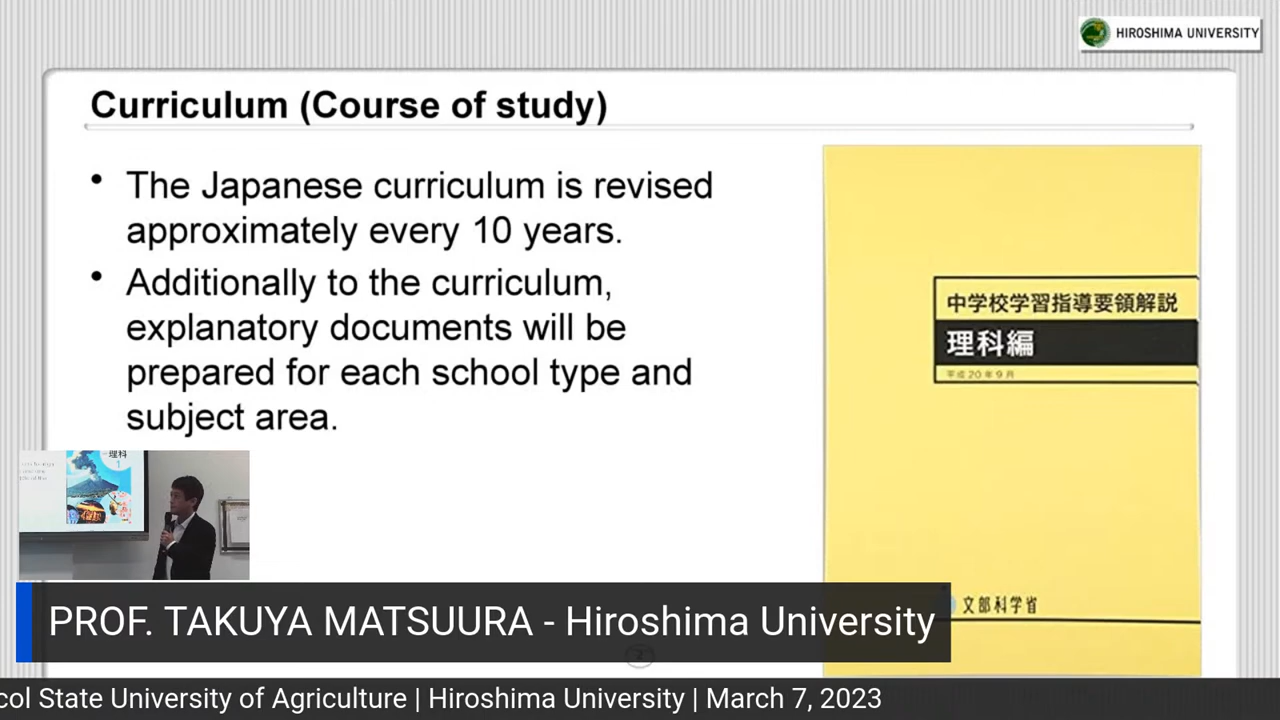 HIROSHIMA UNIVERSITY
Curriculum (Course of study)
• The Japanese curriculum is revised
approximately every 10 years.
• Additionally to the curriculum,
explanatory documents will be
prepared for each school type and
subject area.
中学校学習指導要領解説
理科編
平成20年9月
文部科学省
理科
1
PROF. TAKUYA MATSUURA - Hiroshima University
2
col State University of Agriculture | Hiroshima University | March 7, 2023